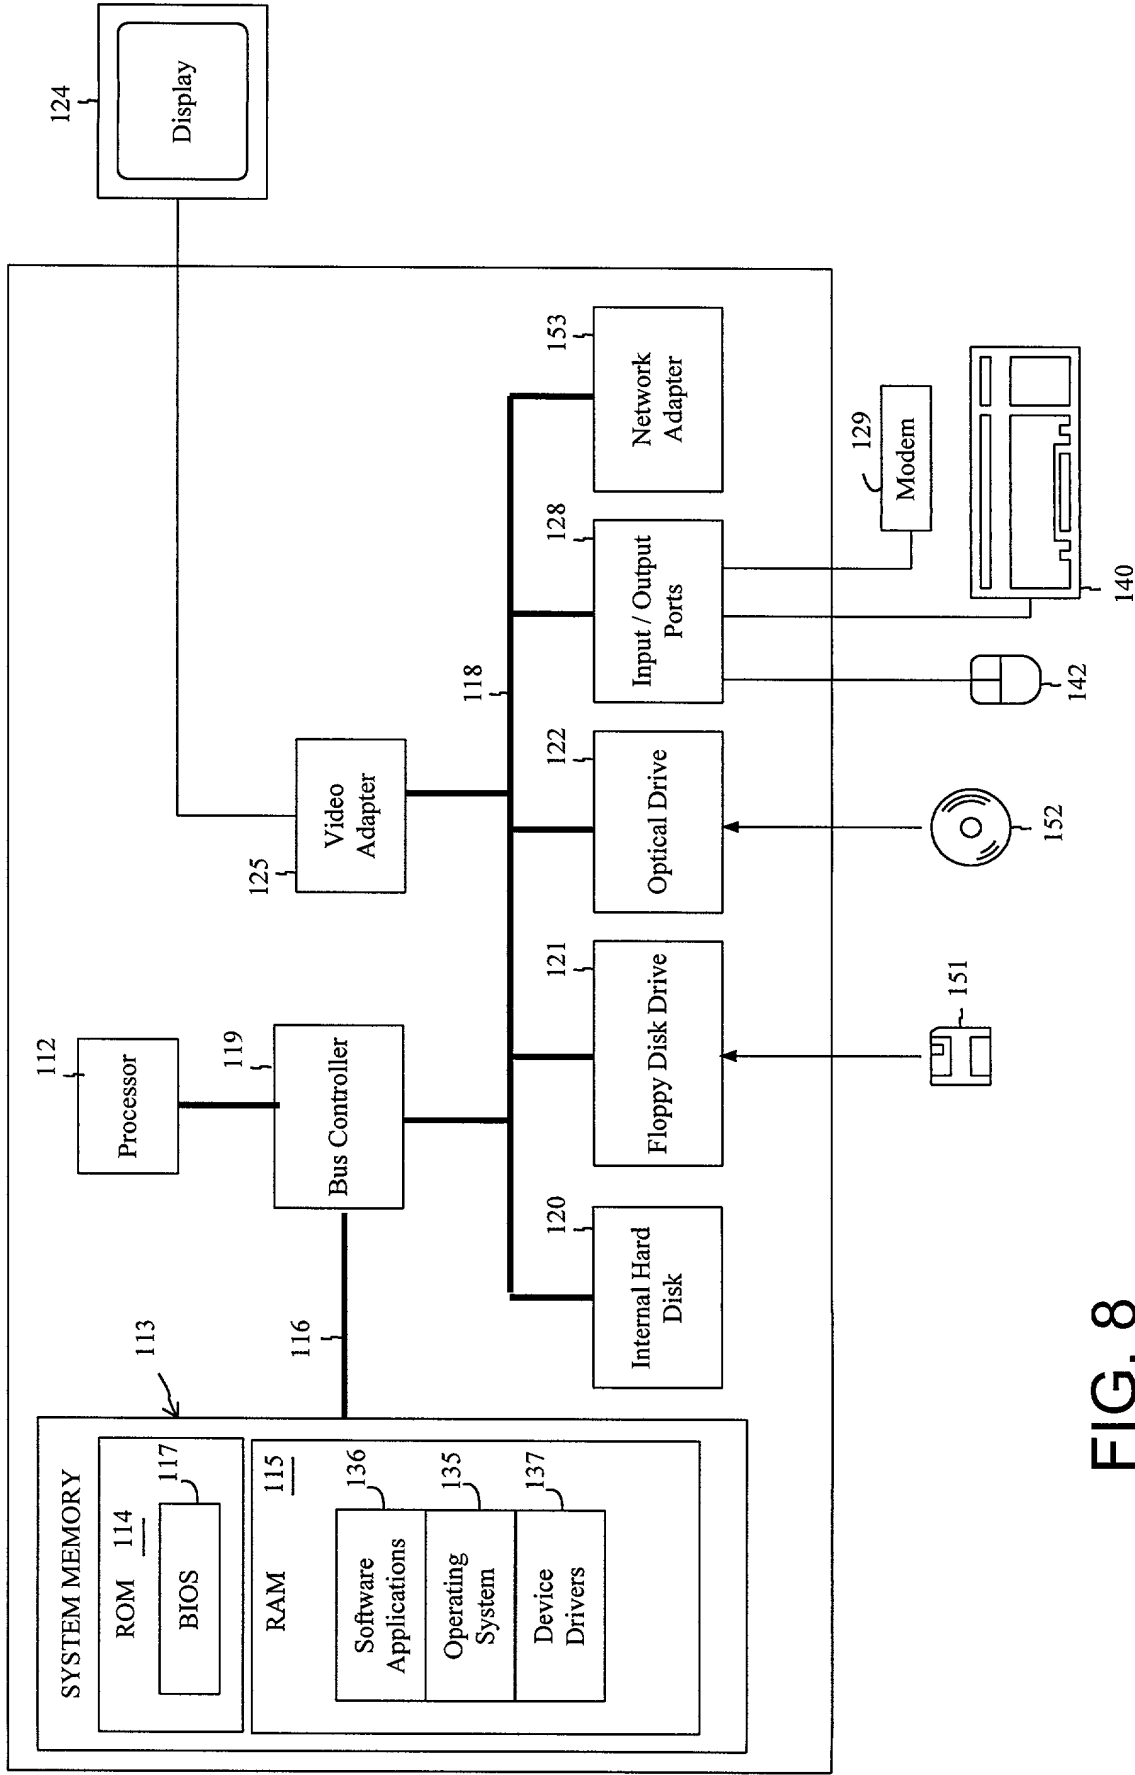 SYSTEM MEMORY
113
ROM
114
BIOS
117
RAM
115
Software
Applications
136
Operating
System
135
Device
Drivers
137
116
Processor
112
Bus Controller
119
Video
Adapter
125
Display
124
118
Internal Hard
Disk
120
Floppy Disk Drive
121
Optical Drive
122
Input / Output
Ports
128
Network
Adapter
153
Modem
129
151
152
142
140
FIG. 8